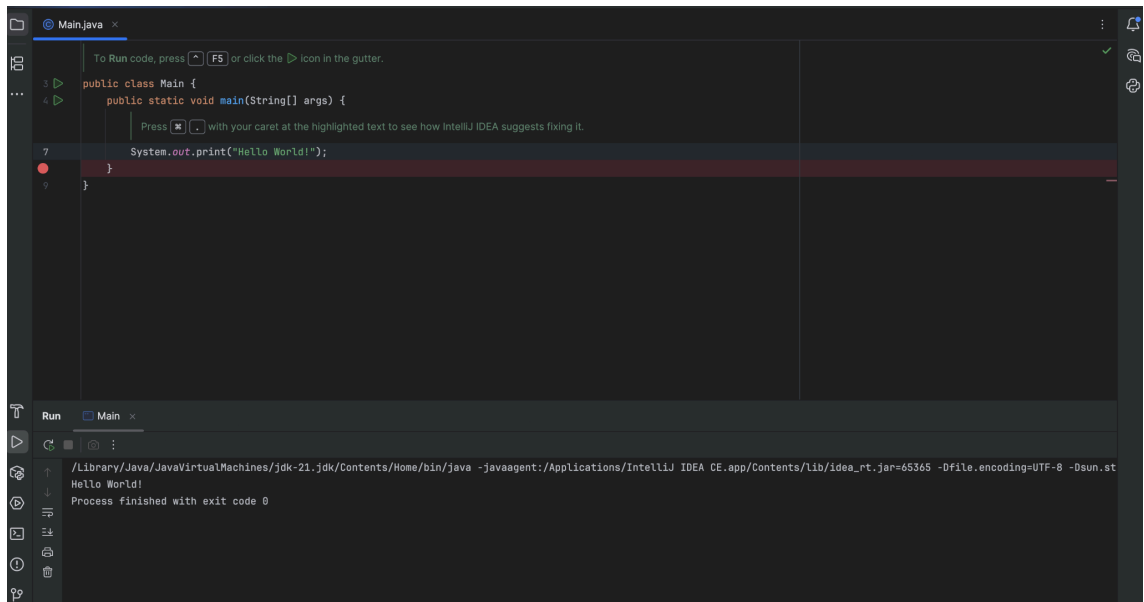 Main.java
To Run code, press ^ F5 or click the icon in the gutter.
3 public class Main {
4 public static void main(String[] args) {
Press ⌘ . with your caret at the highlighted text to see how IntelliJ IDEA suggests fixing it.
7 System.out.print("Hello World!");
}
9 }
Run Main
/Library/Java/JavaVirtualMachines/jdk-21.jdk/Contents/Home/bin/java -javaagent:/Applications/IntelliJ IDEA CE.app/Contents/lib/idea_rt.jar=65365 -Dfile.encoding=UTF-8 -Dsun.st
Hello World!
Process finished with exit code 0